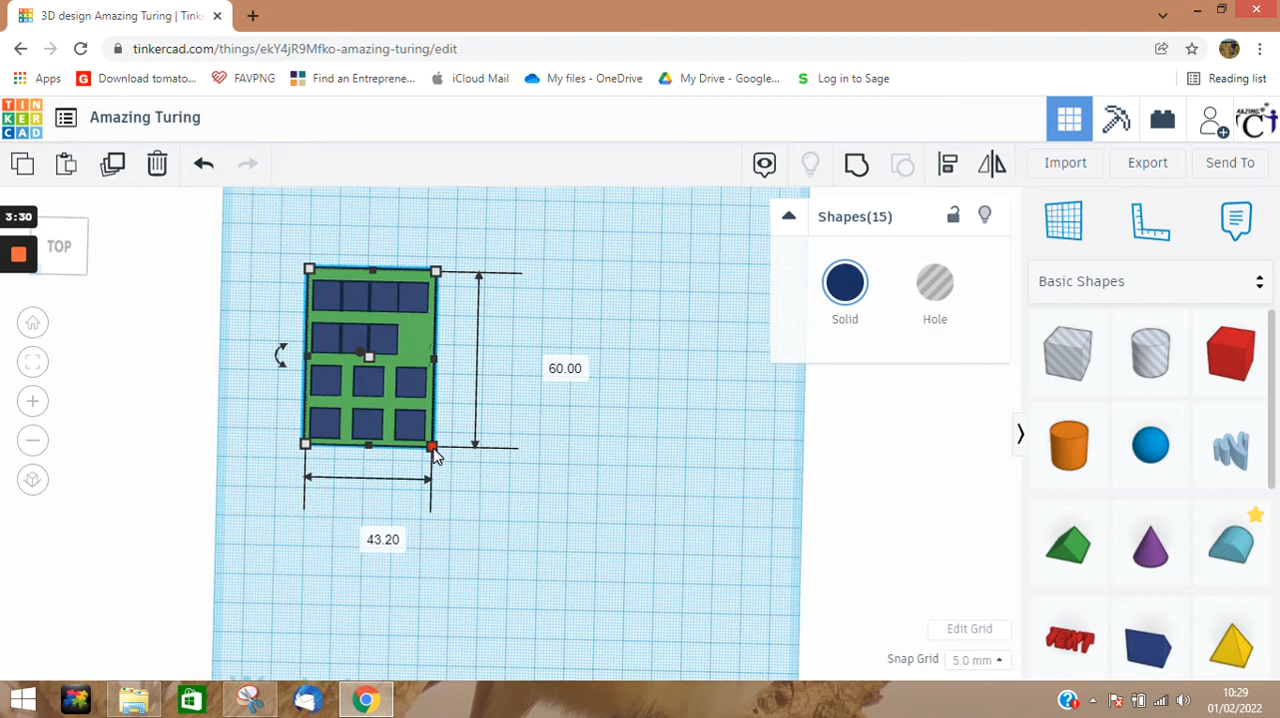 3D design Amazing Turing | Tink
tinkercad.com/things/ekY4jR9Mfko-amazing-turing/edit
Apps
Download tomato...
FAVPNG
Find an Entreprene...
iCloud Mail
My files - OneDrive
My Drive - Google...
Log in to Sage
Reading list
TIN
KER
CAD
Amazing Turing
Import
Export
Send To
3:30
TOP
Shapes(15)
Solid
Hole
60.00
43.20
Basic Shapes
TEXT
Edit Grid
Snap Grid
5.0 mm
10:29
01/02/2022